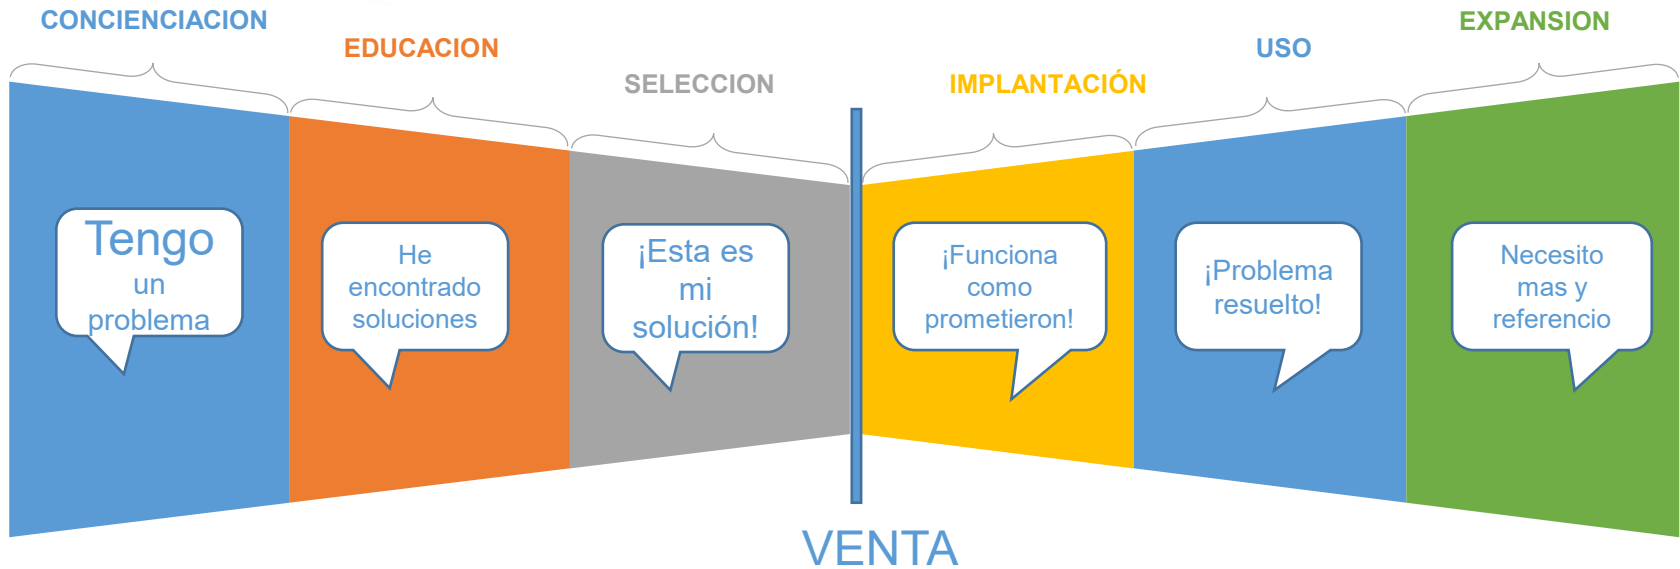 CONCIENCIACION
EDUCACION
SELECCION
IMPLANTACIÓN
USO
EXPANSION
Tengo
un
problema
He
encontrado
soluciones
¡Esta es
mi
solución!
¡Funciona
como
prometieron!
¡Problema
resuelto!
Necesito
mas y
referencio
VENTA